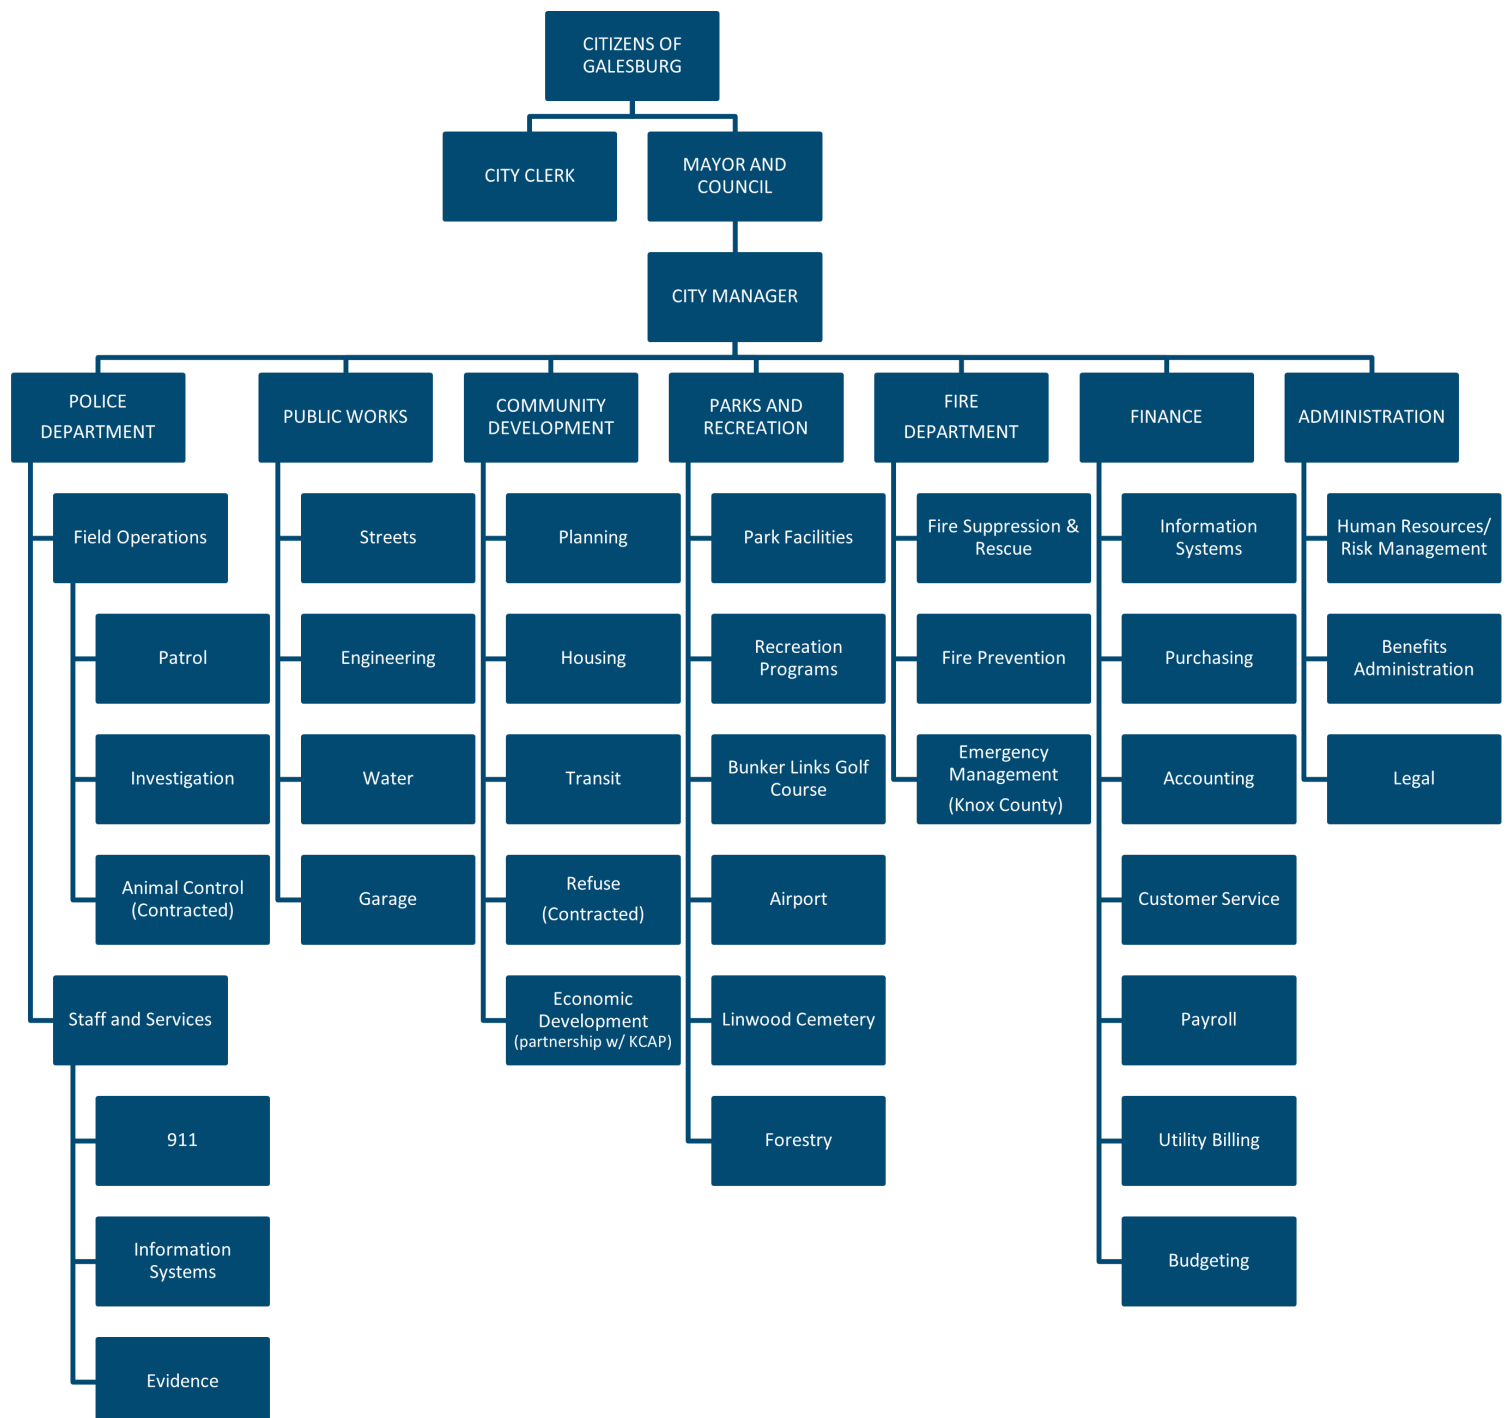 CITIZENS OF
GALESBURG
CITY CLERK
MAYOR AND
COUNCIL
CITY MANAGER
POLICE
DEPARTMENT
Field Operations
Patrol
Investigation
Animal Control
(Contracted)
Staff and Services
911
Information
Systems
Evidence
PUBLIC WORKS
Streets
Engineering
Water
Garage
COMMUNITY
DEVELOPMENT
Planning
Housing
Transit
Refuse
(Contracted)
Economic
Development
(partnership w/ KCAP)
PARKS AND
RECREATION
Park Facilities
Recreation
Programs
Bunker Links Golf
Course
Airport
Linwood Cemetery
Forestry
FIRE
DEPARTMENT
Fire Suppression &
Rescue
Fire Prevention
Emergency
Management
(Knox County)
FINANCE
Information
Systems
Purchasing
Accounting
Customer Service
Payroll
Utility Billing
Budgeting
ADMINISTRATION
Human Resources/
Risk Management
Benefits
Administration
Legal